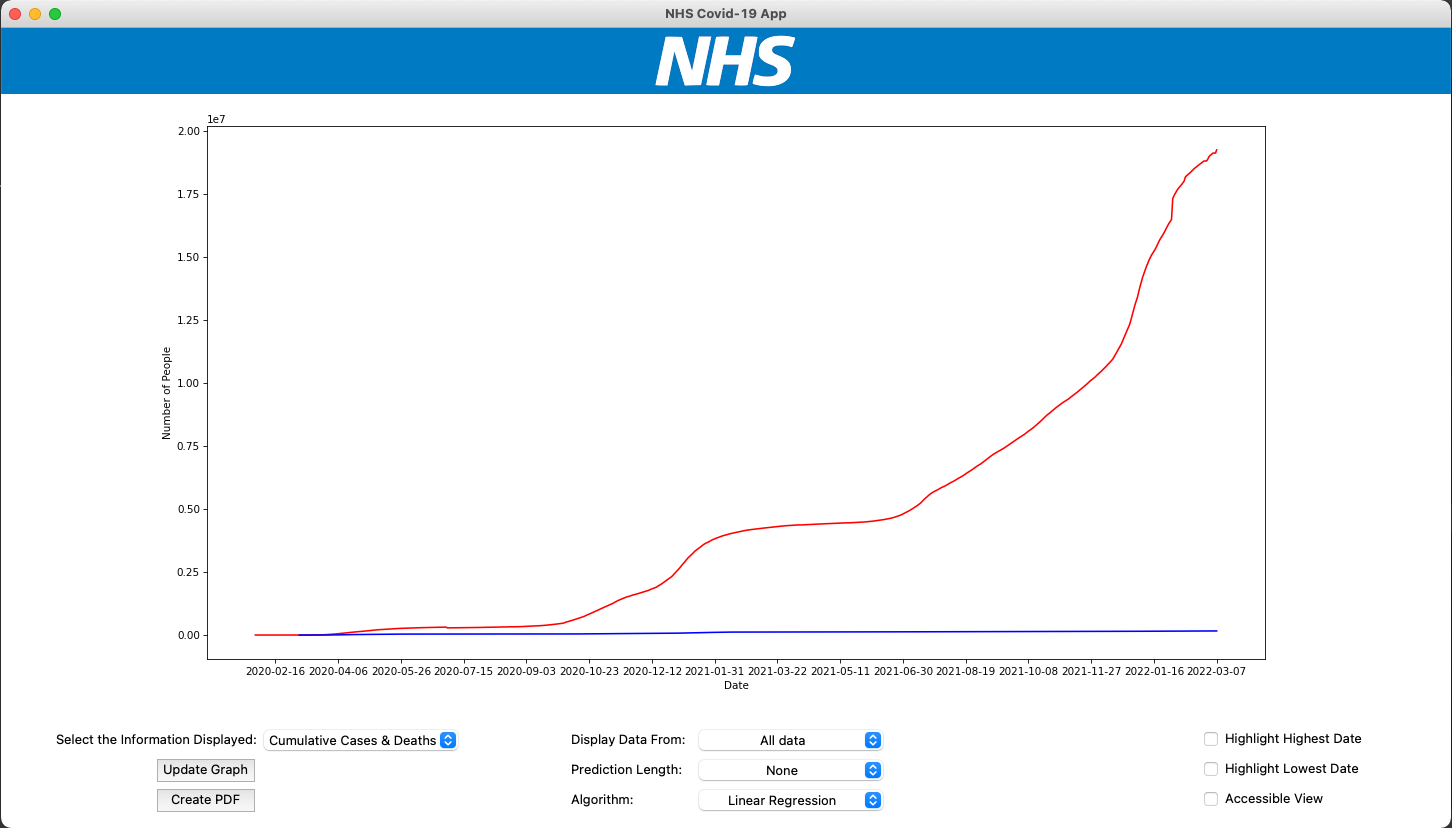 NHS Covid-19 App
NHS
1e7
2.00
1.75
1.50
1.25
1.00
0.75
0.50
0.25
0.00
Number of People
2020-02-16 2020-04-06 2020-05-26 2020-07-15 2020-09-03 2020-10-23 2020-12-12 2021-01-31 2021-03-22 2021-05-11 2021-06-30 2021-08-19 2021-10-08 2021-11-27 2022-01-16 2022-03-07
Date
Select the Information Displayed: Cumulative Cases & Deaths
Display Data From: All data
Highlight Highest Date
Update Graph
Prediction Length: None
Highlight Lowest Date
Create PDF
Algorithm: Linear Regression
Accessible View